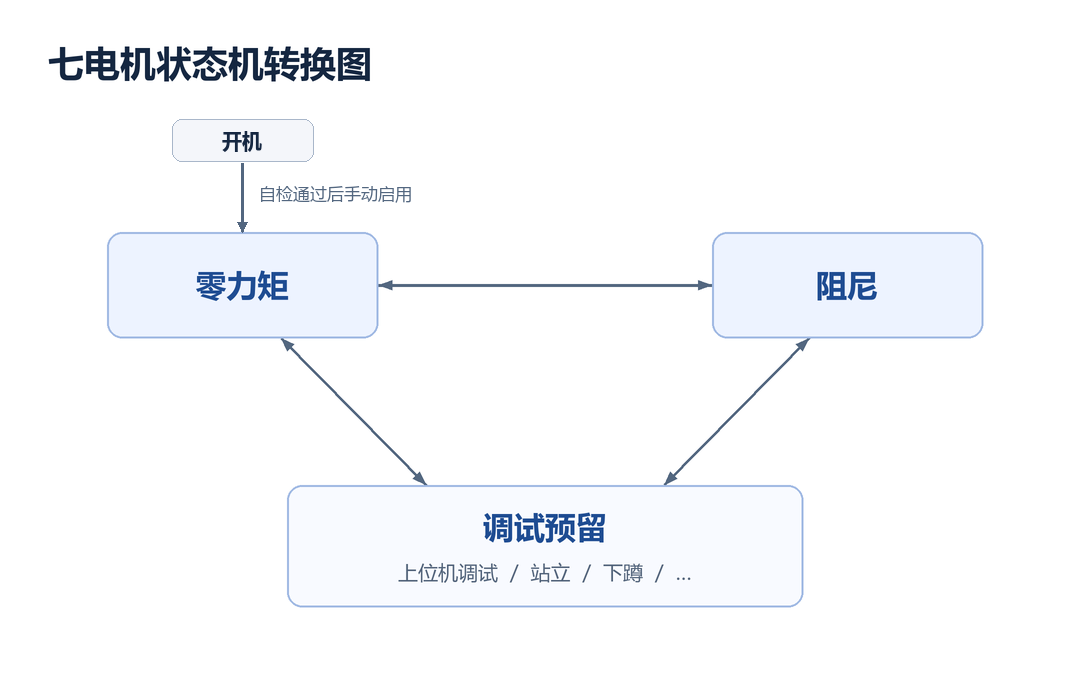 七电机状态机转换图
开机
自检通过后手动启用
零力矩
阻尼
调试预留
上位机调试 / 站立 / 下蹲 / ...